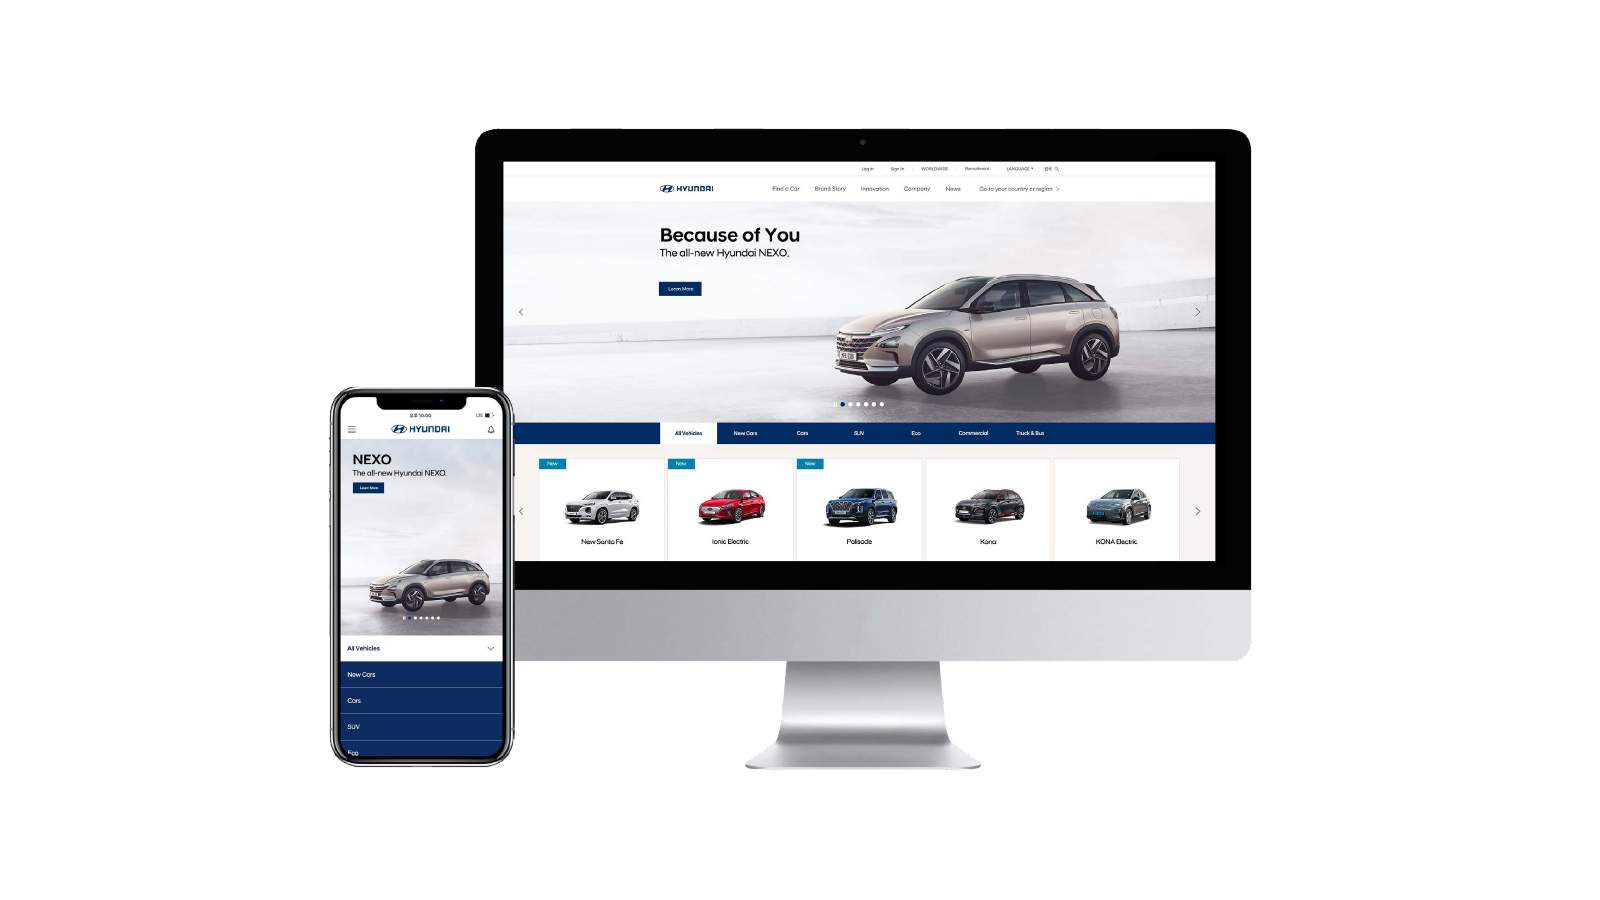 Log In Sign In WORLDWIDE Recruitment LANGUAGE
HYUNDAI Find a Car Brand Story Innovation Company News Go to your country or region
Because of You
The all-new Hyundai NEXO.
Learn More
All Vehicles New Cars Cars SUV Eco Commercial Truck & Bus
New New New
New Santa Fe Ionic Electric Palisade Kona KONA Electric
10:00 LTE
HYUNDAI
NEXO
The all-new Hyundai NEXO.
Learn More
All Vehicles
New Cars
Cars
SUV
Eco